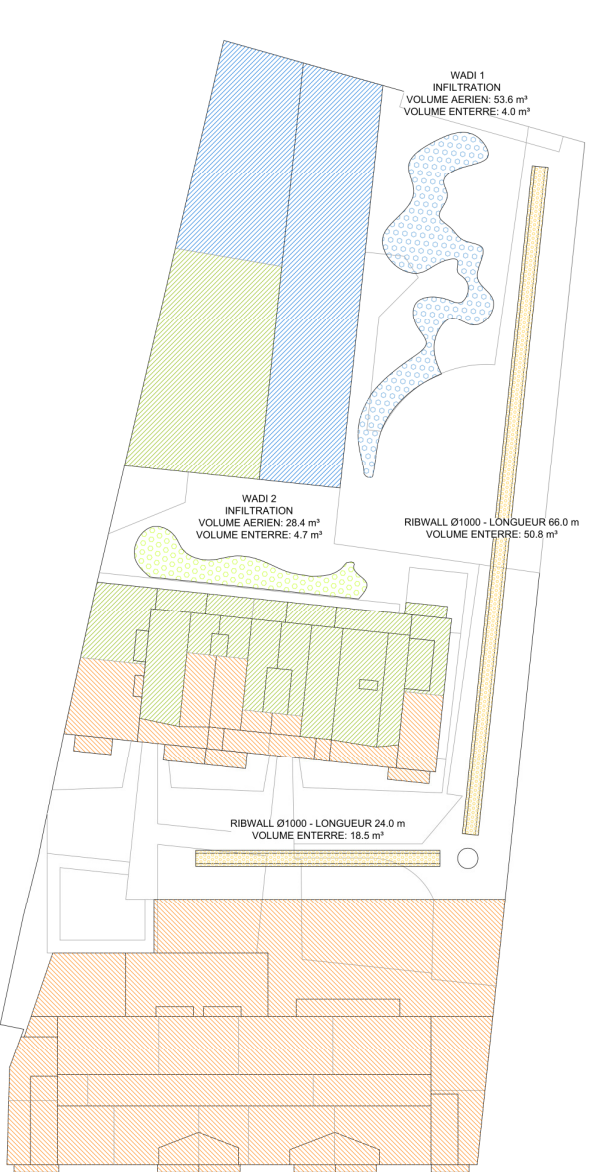 WADI 1
INFILTRATION
VOLUME AERIEN: 53.6 m³
VOLUME ENTERRE: 4.0 m³
WADI 2
INFILTRATION
VOLUME AERIEN: 28.4 m³
VOLUME ENTERRE: 4.7 m³
RIBWALL Ø1000 - LONGUEUR 66.0 m
VOLUME ENTERRE: 50.8 m³
RIBWALL Ø1000 - LONGUEUR 24.0 m
VOLUME ENTERRE: 18.5 m³